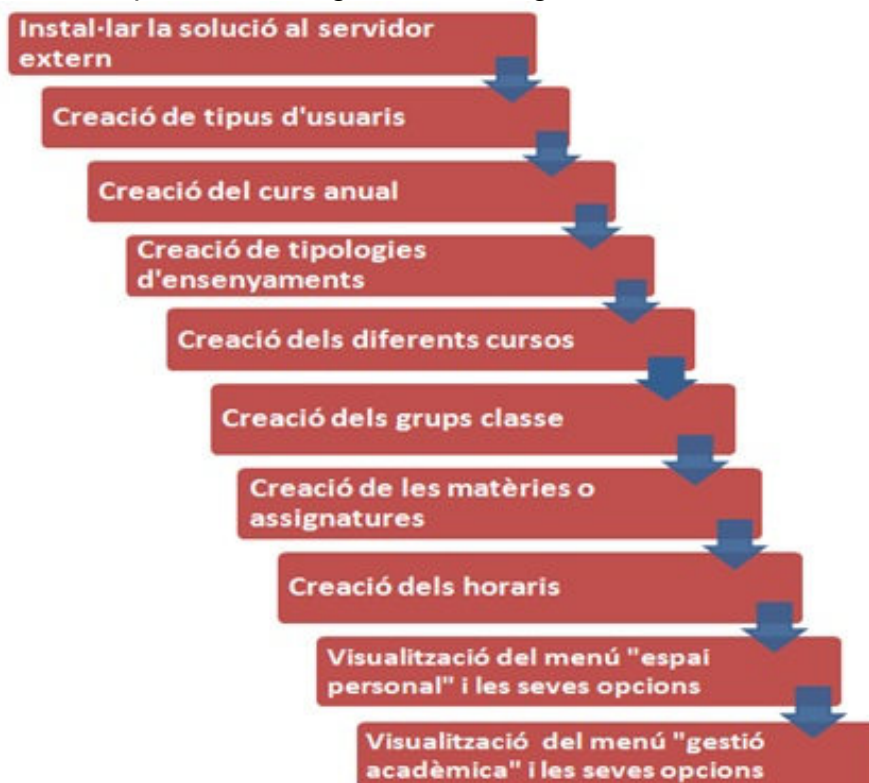 Instal·lar la solució al servidor
extern
Creació de tipus d'usuaris
Creació del curs anual
Creació de tipologies
d'ensenyaments
Creació dels diferents cursos
Creació dels grups classe
Creació de les matèries o
assignatures
Creació dels horaris
Visualització del menú "espai
personal" i les seves opcions
Visualització del menú "gestió
acadèmica" i les seves opcions